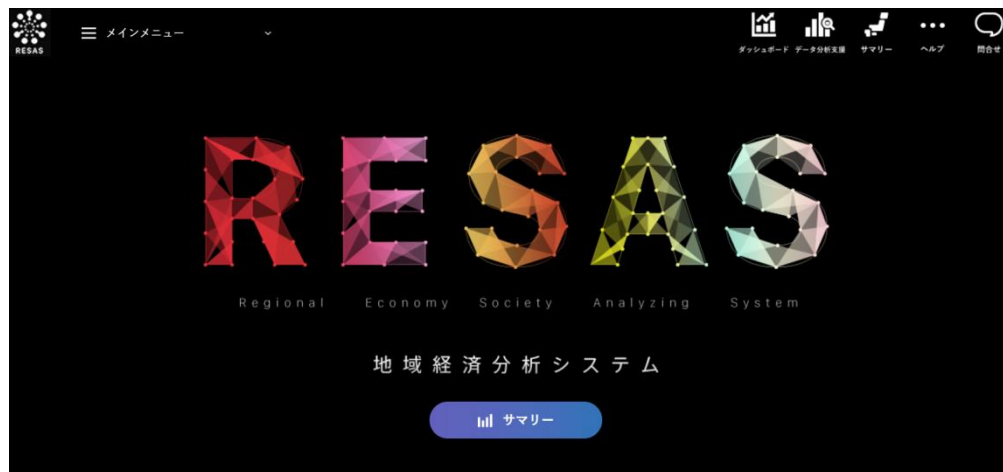 RESAS
メインメニュー
ダッシュボード データ分析支援 サマリー ヘルプ 問合せ
RESAS
Regional Economy Society Analyzing System
地域経済分析システム
サマリー